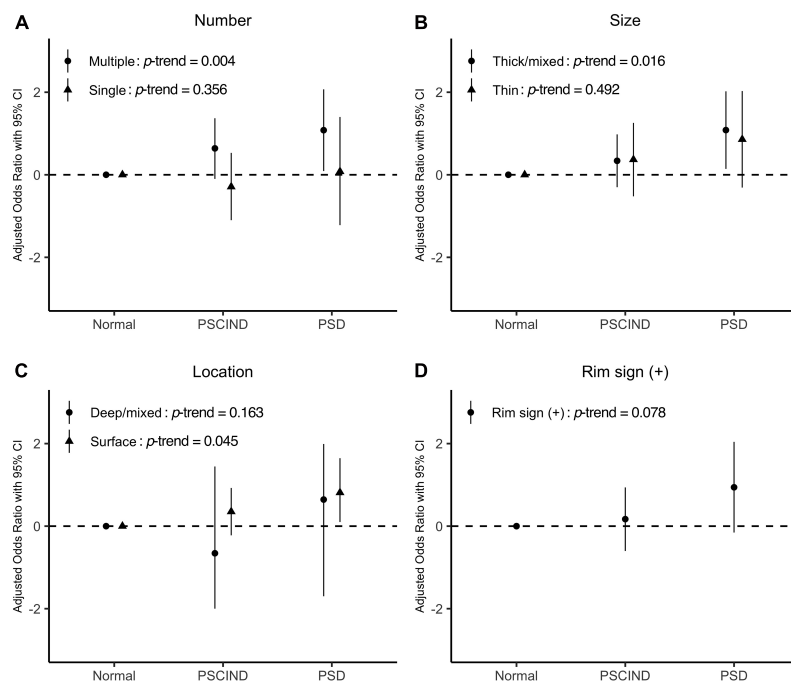 A
Number
Multiple: p-trend = 0.004
Single: p-trend = 0.356
Adjusted Odds Ratio with 95% CI
2
0
-2
Normal
PSCIND
PSD
B
Size
Thick/mixed: p-trend = 0.016
Thin: p-trend = 0.492
Adjusted Odds Ratio with 95% CI
2
0
-2
Normal
PSCIND
PSD
C
Location
Deep/mixed: p-trend = 0.163
Surface: p-trend = 0.045
Adjusted Odds Ratio with 95% CI
2
0
-2
Normal
PSCIND
PSD
D
Rim sign (+)
Rim sign (+): p-trend = 0.078
Adjusted Odds Ratio with 95% CI
2
0
-2
Normal
PSCIND
PSD